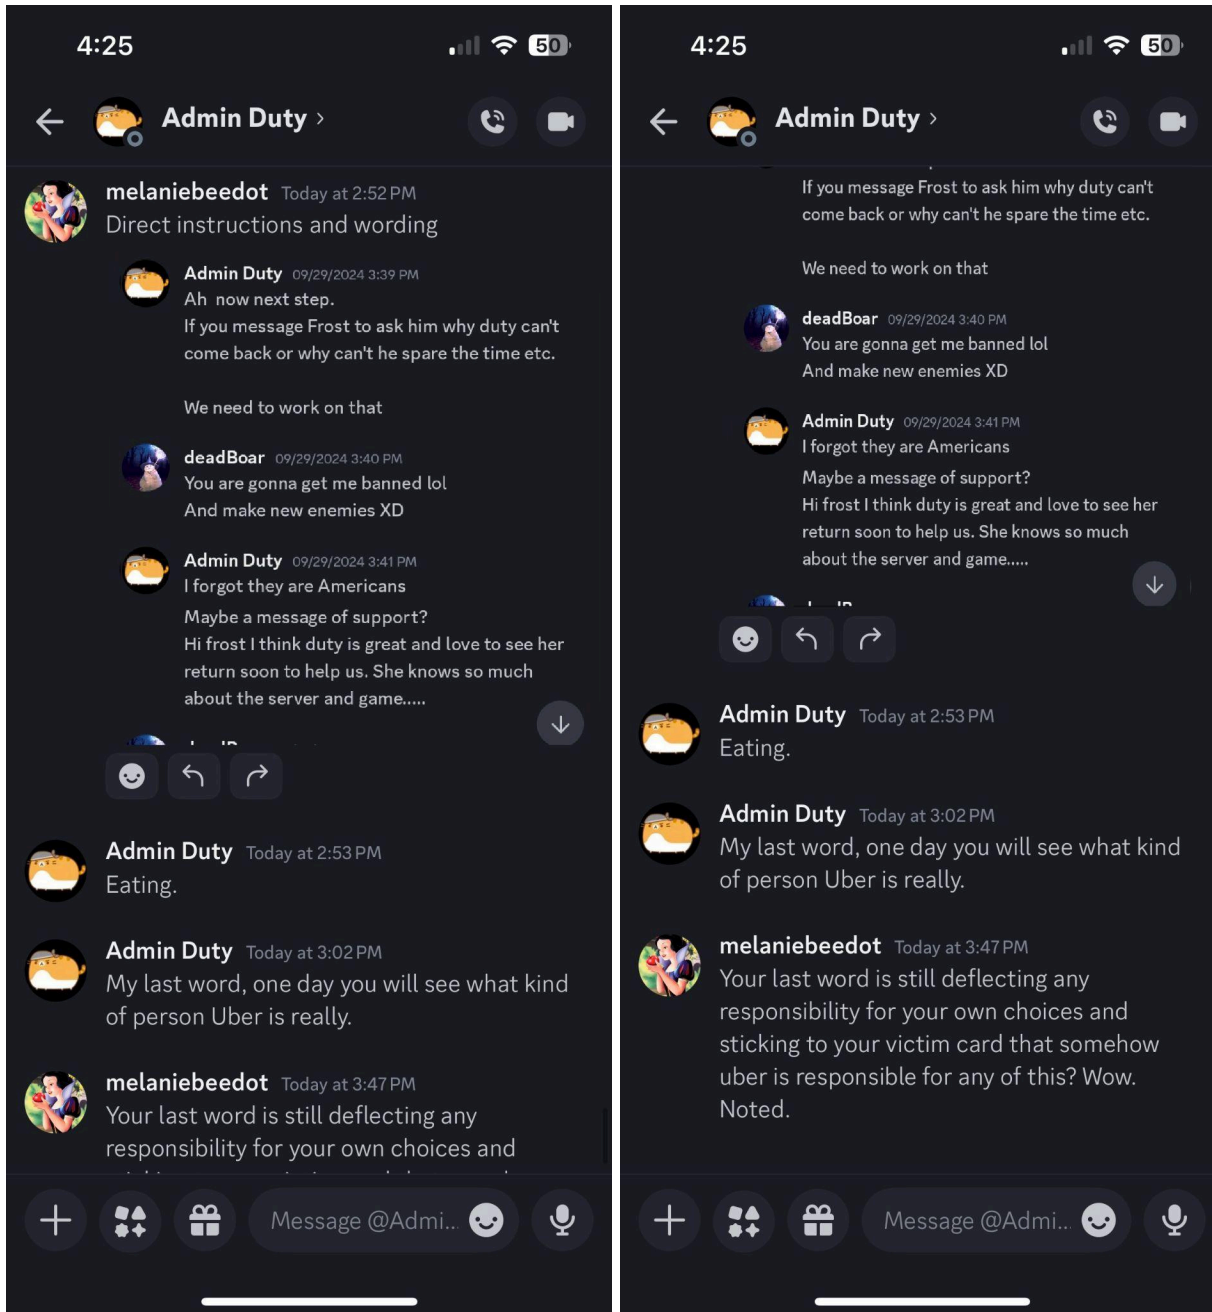 4:25
50
Admin Duty ›
melaniebeedot Today at 2:52 PM
Direct instructions and wording
Admin Duty 09/29/2024 3:39 PM
Ah now next step.
If you message Frost to ask him why duty can't
come back or why can't he spare the time etc.
We need to work on that
deadBoar 09/29/2024 3:40 PM
You are gonna get me banned lol
And make new enemies XD
Admin Duty 09/29/2024 3:41 PM
I forgot they are Americans
Maybe a message of support?
Hi frost I think duty is great and love to see her
return soon to help us. She knows so much
about the server and game.....
Admin Duty Today at 2:53 PM
Eating.
Admin Duty Today at 3:02 PM
My last word, one day you will see what kind
of person Uber is really.
melaniebeedot Today at 3:47 PM
Your last word is still deflecting any
responsibility for your own choices and
Message @Admi...
4:25
50
Admin Duty ›
If you message Frost to ask him why duty can't
come back or why can't he spare the time etc.
We need to work on that
deadBoar 09/29/2024 3:40 PM
You are gonna get me banned lol
And make new enemies XD
Admin Duty 09/29/2024 3:41 PM
I forgot they are Americans
Maybe a message of support?
Hi frost I think duty is great and love to see her
return soon to help us. She knows so much
about the server and game.....
Admin Duty Today at 2:53 PM
Eating.
Admin Duty Today at 3:02 PM
My last word, one day you will see what kind
of person Uber is really.
melaniebeedot Today at 3:47 PM
Your last word is still deflecting any
responsibility for your own choices and
sticking to your victim card that somehow
uber is responsible for any of this? Wow.
Noted.
Message @Admi...